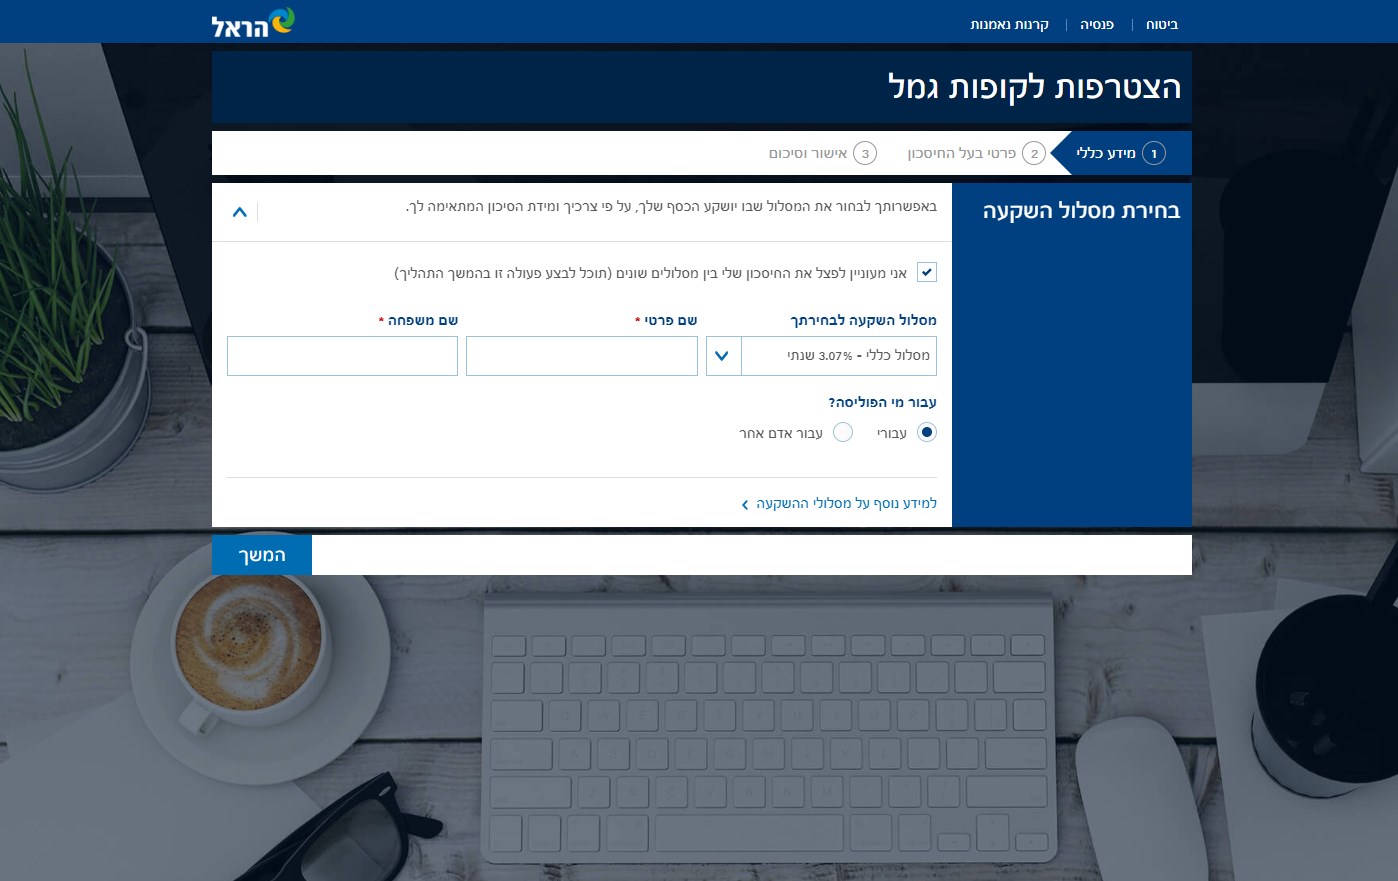 ביטוח | פנסיה | קרנות נאמנות
הראל
הצטרפות לקופות גמל
1 מידע כללי
2 פרטי בעל החיסכון
3 אישור וסיכום
בחירת מסלול השקעה
באפשרותך לבחור את המסלול שבו יושקע הכסף שלך, על פי צרכיך ומידת הסיכון המתאימה לך.
אני מעוניין לפצל את החיסכון שלי בין מסלולים שונים (תוכל לבצע פעולה זו בהמשך התהליך)
מסלול השקעה לבחירתך
שם פרטי *
שם משפחה *
מסלול כללי - 3.07% שנתי
עבור מי הפוליסה?
עבורי
עבור אדם אחר
למידע נוסף על מסלולי ההשקעה
המשך